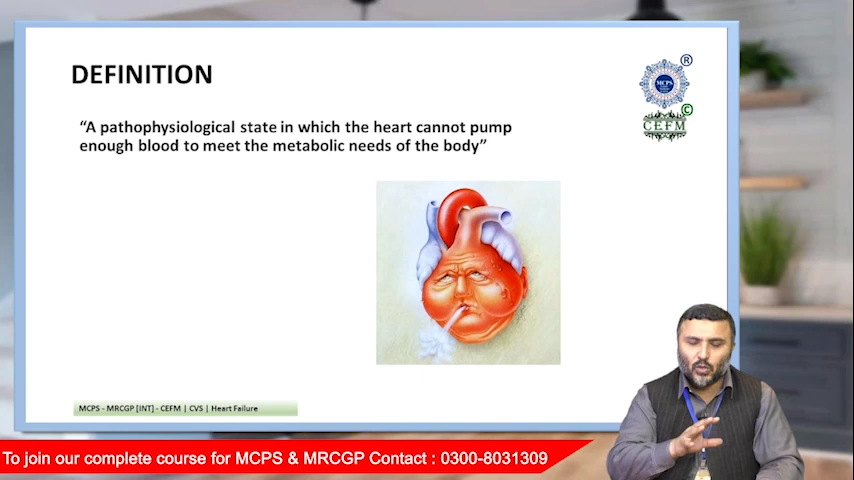 DEFINITION
®
MCPS
©
CEFM
“A pathophysiological state in which the heart cannot pump
enough blood to meet the metabolic needs of the body”
MCPS - MRCGP [INT] - CEFM | CVS | Heart Failure
To join our complete course for MCPS & MRCGP Contact : 0300-8031309